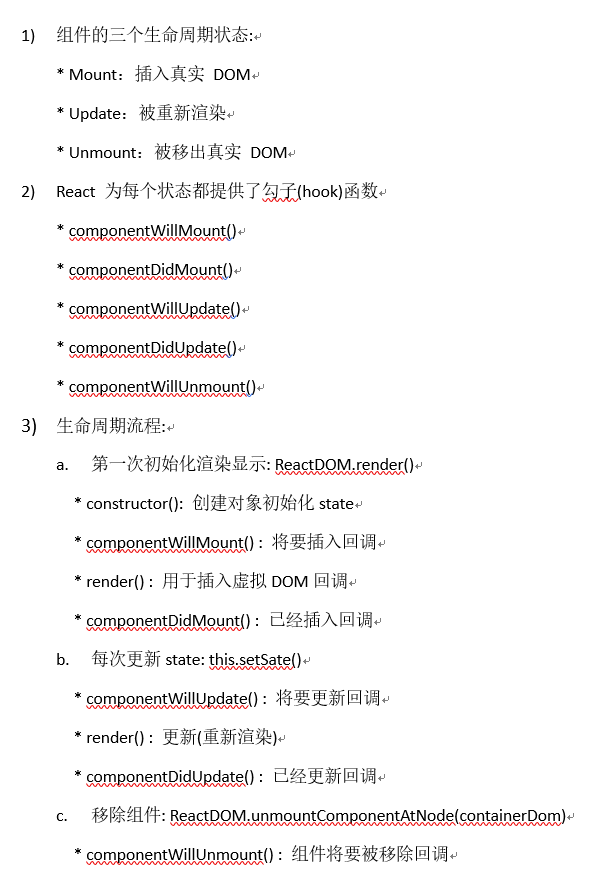 1) 组件的三个生命周期状态:
* Mount：插入真实 DOM
* Update：被重新渲染
* Unmount：被移出真实 DOM
2) React 为每个状态都提供了勾子(hook)函数
* componentWillMount()
* componentDidMount()
* componentWillUpdate()
* componentDidUpdate()
* componentWillUnmount()
3) 生命周期流程:
a. 第一次初始化渲染显示: ReactDOM.render()
* constructor(): 创建对象初始化 state
* componentWillMount() : 将要插入回调
* render() : 用于插入虚拟 DOM 回调
* componentDidMount() : 已经插入回调
b. 每次更新 state: this.setSate()
* componentWillUpdate() : 将要更新回调
* render() : 更新(重新渲染)
* componentDidUpdate() : 已经更新回调
c. 移除组件: ReactDOM.unmountComponentAtNode(containerDom)
* componentWillUnmount() : 组件将要被移除回调